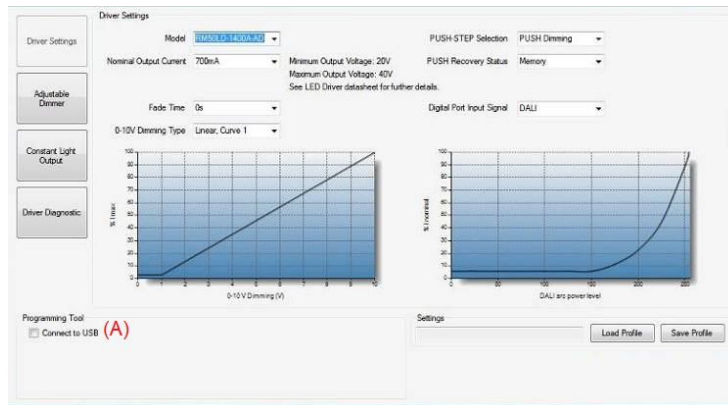 Driver Settings
Driver Settings
Adjustable
Dimmer
Constant Light
Output
Driver Diagnostic
Model RM50LD-1400A-AD
Nominal Output Current 700mA
Minimum Output Voltage: 20V
Maximum Output Voltage: 40V
See LED Driver datasheet for further details.
Fade Time 0s
0-10V Dimming Type Linear, Curve 1
PUSH-STEP Selection PUSH Dimming
PUSH Recovery Status Memory
Digital Port Input Signal DALI
% Imax
100
90
80
70
60
50
40
30
20
10
0
0 1 2 3 4 5 6 7 8 9 10
0-10 V Dimming (V)
% I nominal
100
90
80
70
60
50
40
30
20
10
0
0 50 100 150 200 250
DALI arc power level
Programming Tool
Connect to USB (A)
Settings
Load Profile Save Profile